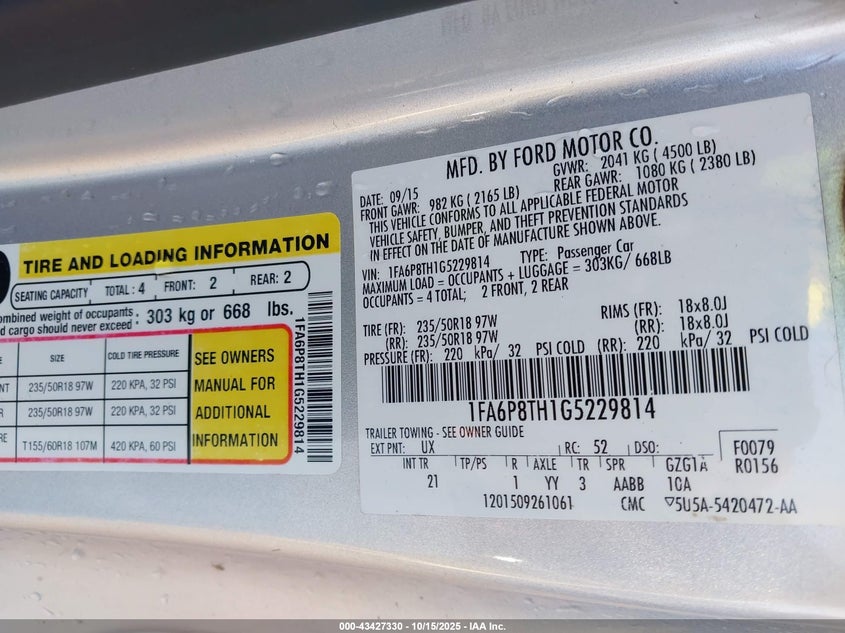 TIRE AND LOADING INFORMATION
SEATING CAPACITY TOTAL : 4 FRONT: 2 REAR: 2
ombined weight of occupants : 303 kg or 668 lbs.
d cargo should never exceed
SIZE COLD TIRE PRESSURE
NT 235/50R18 97W 220 KPA, 32 PSI
R 235/50R18 97W 220 KPA, 32 PSI
RE T155/60R18 107M 420 KPA, 60 PSI
SEE OWNERS
MANUAL FOR
ADDITIONAL
INFORMATION
1FA6P8TH1G5229814
MFD. BY FORD MOTOR CO.
DATE: 09/15 GVWR: 2041 KG ( 4500 LB)
FRONT GAWR: 982 KG ( 2165 LB) REAR GAWR: 1080 KG ( 2380 LB)
THIS VEHICLE CONFORMS TO ALL APPLICABLE FEDERAL MOTOR
VEHICLE SAFETY, BUMPER, AND THEFT PREVENTION STANDARDS
IN EFFECT ON THE DATE OF MANUFACTURE SHOWN ABOVE.
VIN: 1FA6P8TH1G5229814 TYPE: Passenger Car
MAXIMUM LOAD = OCCUPANTS + LUGGAGE = 303KG/ 668LB
OCCUPANTS = 4 TOTAL; 2 FRONT, 2 REAR
TIRE (FR): 235/50R18 97W RIMS (FR): 18x8.0J
(RR): 235/50R18 97W (RR): 18x8.0J
PRESSURE (FR): 220 kPa/ 32 PSI COLD (RR): 220 kPa/ 32 PSI COLD
1FA6P8TH1G5229814
TRAILER TOWING - SEE OWNER GUIDE
EXT PNT: UX RC: 52 DSO: F0079
INT TR TP/PS R AXLE TR SPR GZG1A R0156
21 1 YY 3 AABB 10A
1201509261061 CMC 5U5A-5420472-AA
000-43427330 - 10/15/2025 - IAA Inc.